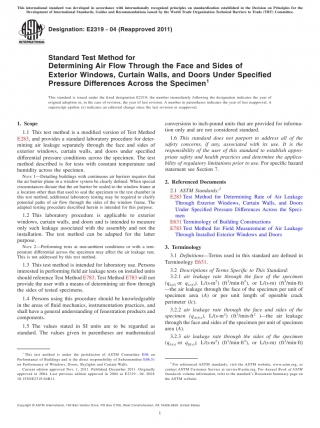 This international standard was developed in accordance with internationally recognized principles on standardization established in the Decision on Principles for the
Development of International Standards, Guides and Recommendations issued by the World Trade Organization Technical Barriers to Trade (TBT) Committee.
Designation: E2319 − 04 (Reapproved 2011)
Standard Test Method for
Determining Air Flow Through the Face and Sides of
Exterior Windows, Curtain Walls, and Doors Under Specified
Pressure Differences Across the Specimen1
This standard is issued under the fixed designation E2319; the number immediately following the designation indicates the year of
original adoption or, in the case of revision, the year of last revision. A number in parentheses indicates the year of last reapproval. A
superscript epsilon (´) indicates an editorial change since the last revision or reapproval.
1. Scope
1.1 This test method is a modified version of Test Method
E283, and provides a standard laboratory procedure for deter-
mining air leakage separately through the face and sides of
exterior windows, curtain walls, and doors under specified
differential pressure conditions across the specimen. The test
method described is for tests with constant temperature and
humidity across the specimen.
NOTE 1—Detailing buildings with continuous air barriers requires that
the air barrier plane in a window system be clearly defined. When special
circumstances dictate that the air barrier be sealed to the window frame at
a location other than that used to seal the specimen to the test chamber in
this test method, additional laboratory testing may be required to clarify
potential paths of air flow through the sides of the window frame. The
adapted testing procedure described herein is intended for this purpose.
1.2 This laboratory procedure is applicable to exterior
windows, curtain walls, and doors and is intended to measure
only such leakage associated with the assembly and not the
installation. The test method can be adapted for the latter
purpose.
NOTE 2—Performing tests at non-ambient conditions or with a tem-
perature differential across the specimen may affect the air leakage rate.
This is not addressed by this test method.
1.3 This test method is intended for laboratory use. Persons
interested in performing field air leakage tests on installed units
should reference Test Method E783. Test Method E783 will not
provide the user with a means of determining air flow through
the sides of tested specimens.
1.4 Persons using this procedure should be knowledgeable
in the areas of fluid mechanics, instrumentation practices, and
shall have a general understanding of fenestration products and
components.
1.5 The values stated in SI units are to be regarded as
standard. The values given in parentheses are mathematical
1 This test method is under the jurisdiction of ASTM Committee E06 on
Performance of Buildings and is the direct responsibility of Subcommittee E06.51
on Performance of Windows, Doors, Skylights and Curtain Walls.
Current edition approved Nov. 1, 2011. Published December 2011. Originally
approved in 2004. Last previous edition approved in 2004 as E2319 – 04. DOI:
10.1520/E2319-04R11.
conversions to inch-pound units that are provided for informa-
tion only and are not considered standard.
1.6 This standard does not purport to address all of the
safety concerns, if any, associated with its use. It is the
responsibility of the user of this standard to establish appro-
priate safety and health practices and determine the applica-
bility of regulatory limitations prior to use. For specific hazard
statement see Section 7.
2. Referenced Documents
2.1 ASTM Standards:2
E283 Test Method for Determining Rate of Air Leakage
Through Exterior Windows, Curtain Walls, and Doors
Under Specified Pressure Differences Across the Speci-
men
E631 Terminology of Building Constructions
E783 Test Method for Field Measurement of Air Leakage
Through Installed Exterior Windows and Doors
3. Terminology
3.1 Definitions—Terms used in this standard are defined in
Terminology E631.
3.2 Descriptions of Terms Specific to This Standard:
3.2.1 air leakage rate through the face of the specimen
—the air leakage through the face of the specimen per unit of
specimen area (A) or per unit length of operable crack
perimeter (lc).
3.2.2 air leakage rate through the face and sides of the
through the face and sides of the specimen per unit of specimen
area (A).
3.2.3 air leakage rate through the sides of the specimen
2 For referenced ASTM standards, visit the ASTM website, www.astm.org, or
contact ASTM Customer Service at service@astm.org. For Annual Book of ASTM
Standards volume information, refer to the standard's Document Summary page on
the ASTM website.
Copyright © ASTM International, 100 Barr Harbor Drive, PO Box C700, West Conshohocken, PA 19428-2959. United States
1